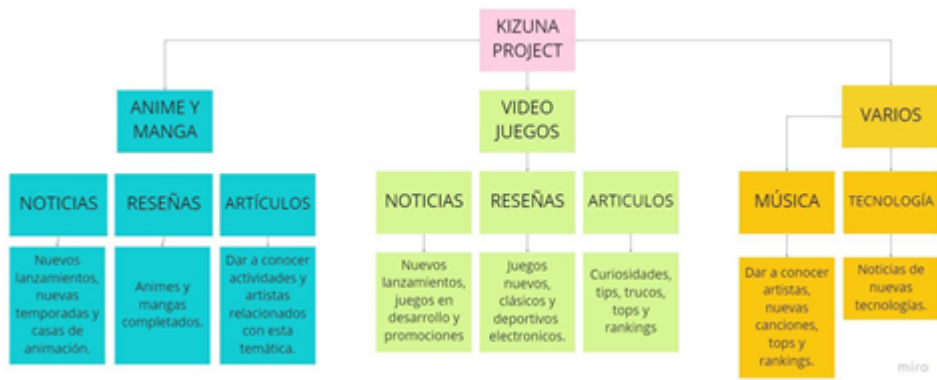 KIZUNA
PROJECT
ANIME Y
MANGA
VIDEO
JUEGOS
VARIOS
NOTICIAS
RESEÑAS
ARTÍCULOS
NOTICIAS
RESEÑAS
ARTICULOS
MÚSICA
TECNOLOGÍA
Nuevos
lanzamientos,
nuevas
temporadas y
casas de
animación.
Animes y
mangas
completados.
Dar a conocer
actividades y
artistas
relacionados
con esta
temática.
Nuevos
lanzamientos,
juegos en
desarrollo y
promociones
Juegos
nuevos,
clásicos y
deportivos
electronicos.
Curiosidades,
tips, trucos,
tops y
rankings
Dar a conocer
artistas,
nuevas
canciones,
tops y
rankings.
Noticias de
nuevas
tecnologías.
miro